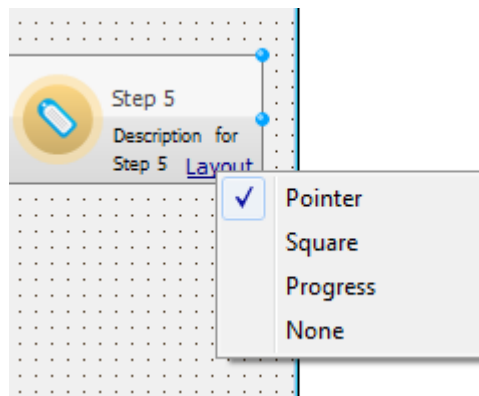 Step 5
Description for
Step 5 Layout
Pointer
Square
Progress
None